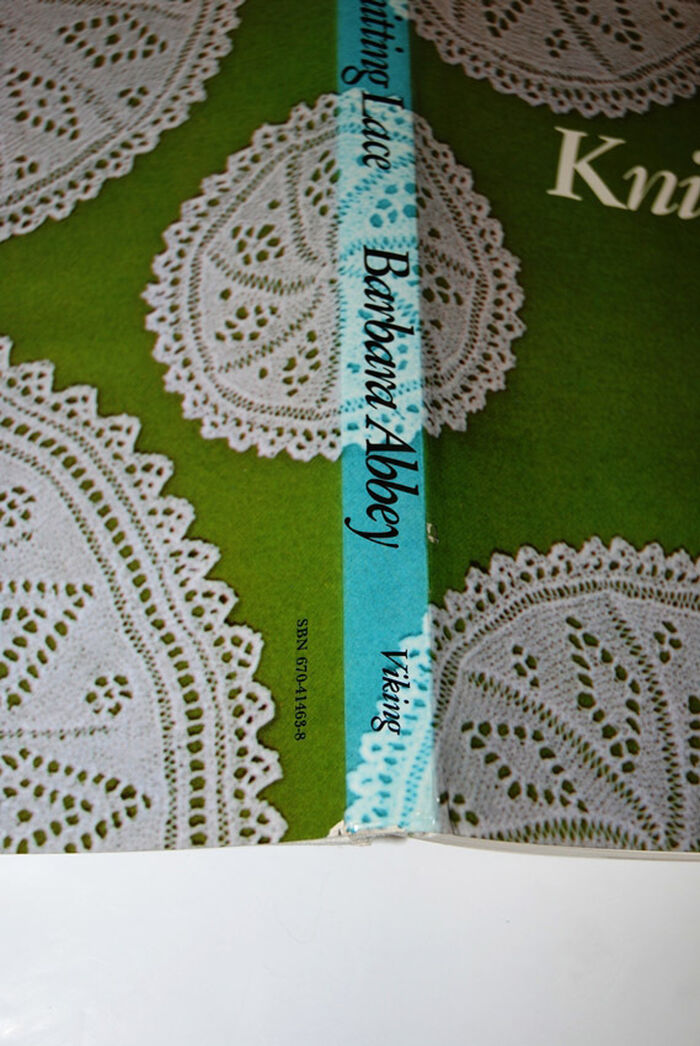 nitting Lace Barbara Abbey Viking
Kni
SBN 670-41463-8